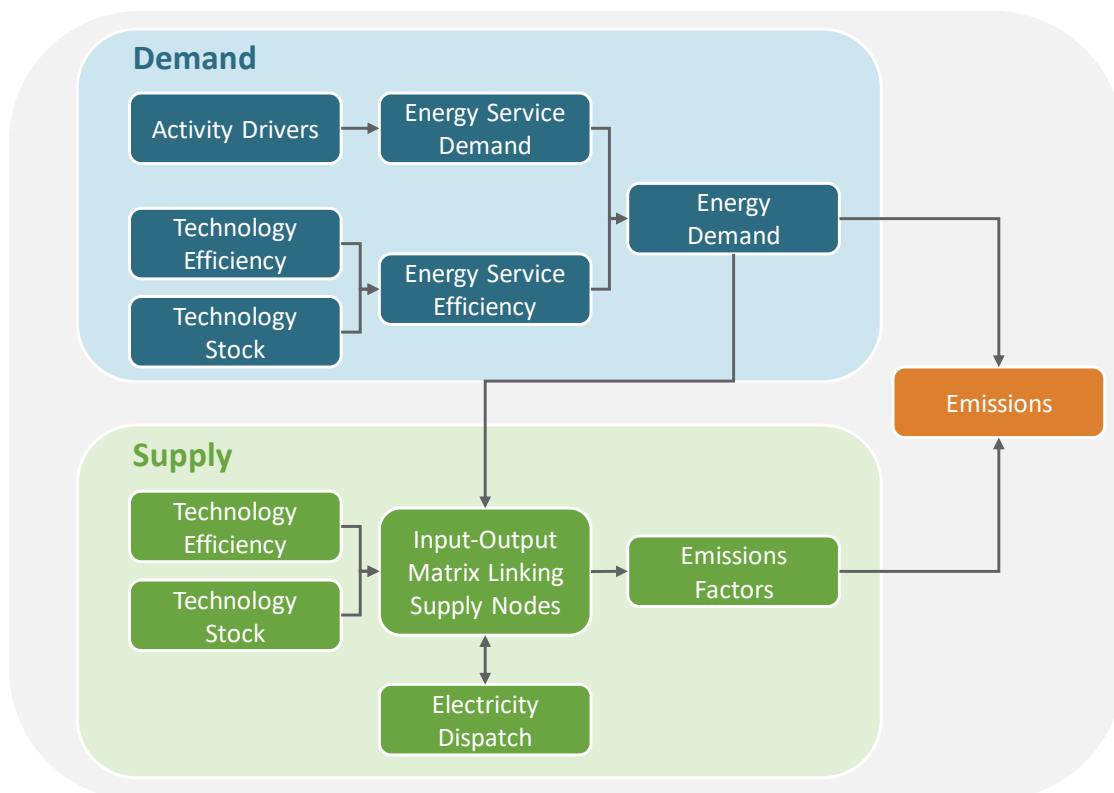 Demand
Activity Drivers
Energy Service
Demand
Technology
Efficiency
Technology
Stock
Energy Service
Efficiency
Energy
Demand
Emissions
Supply
Technology
Efficiency
Technology
Stock
Input-Output
Matrix Linking
Supply Nodes
Emissions
Factors
Electricity
Dispatch